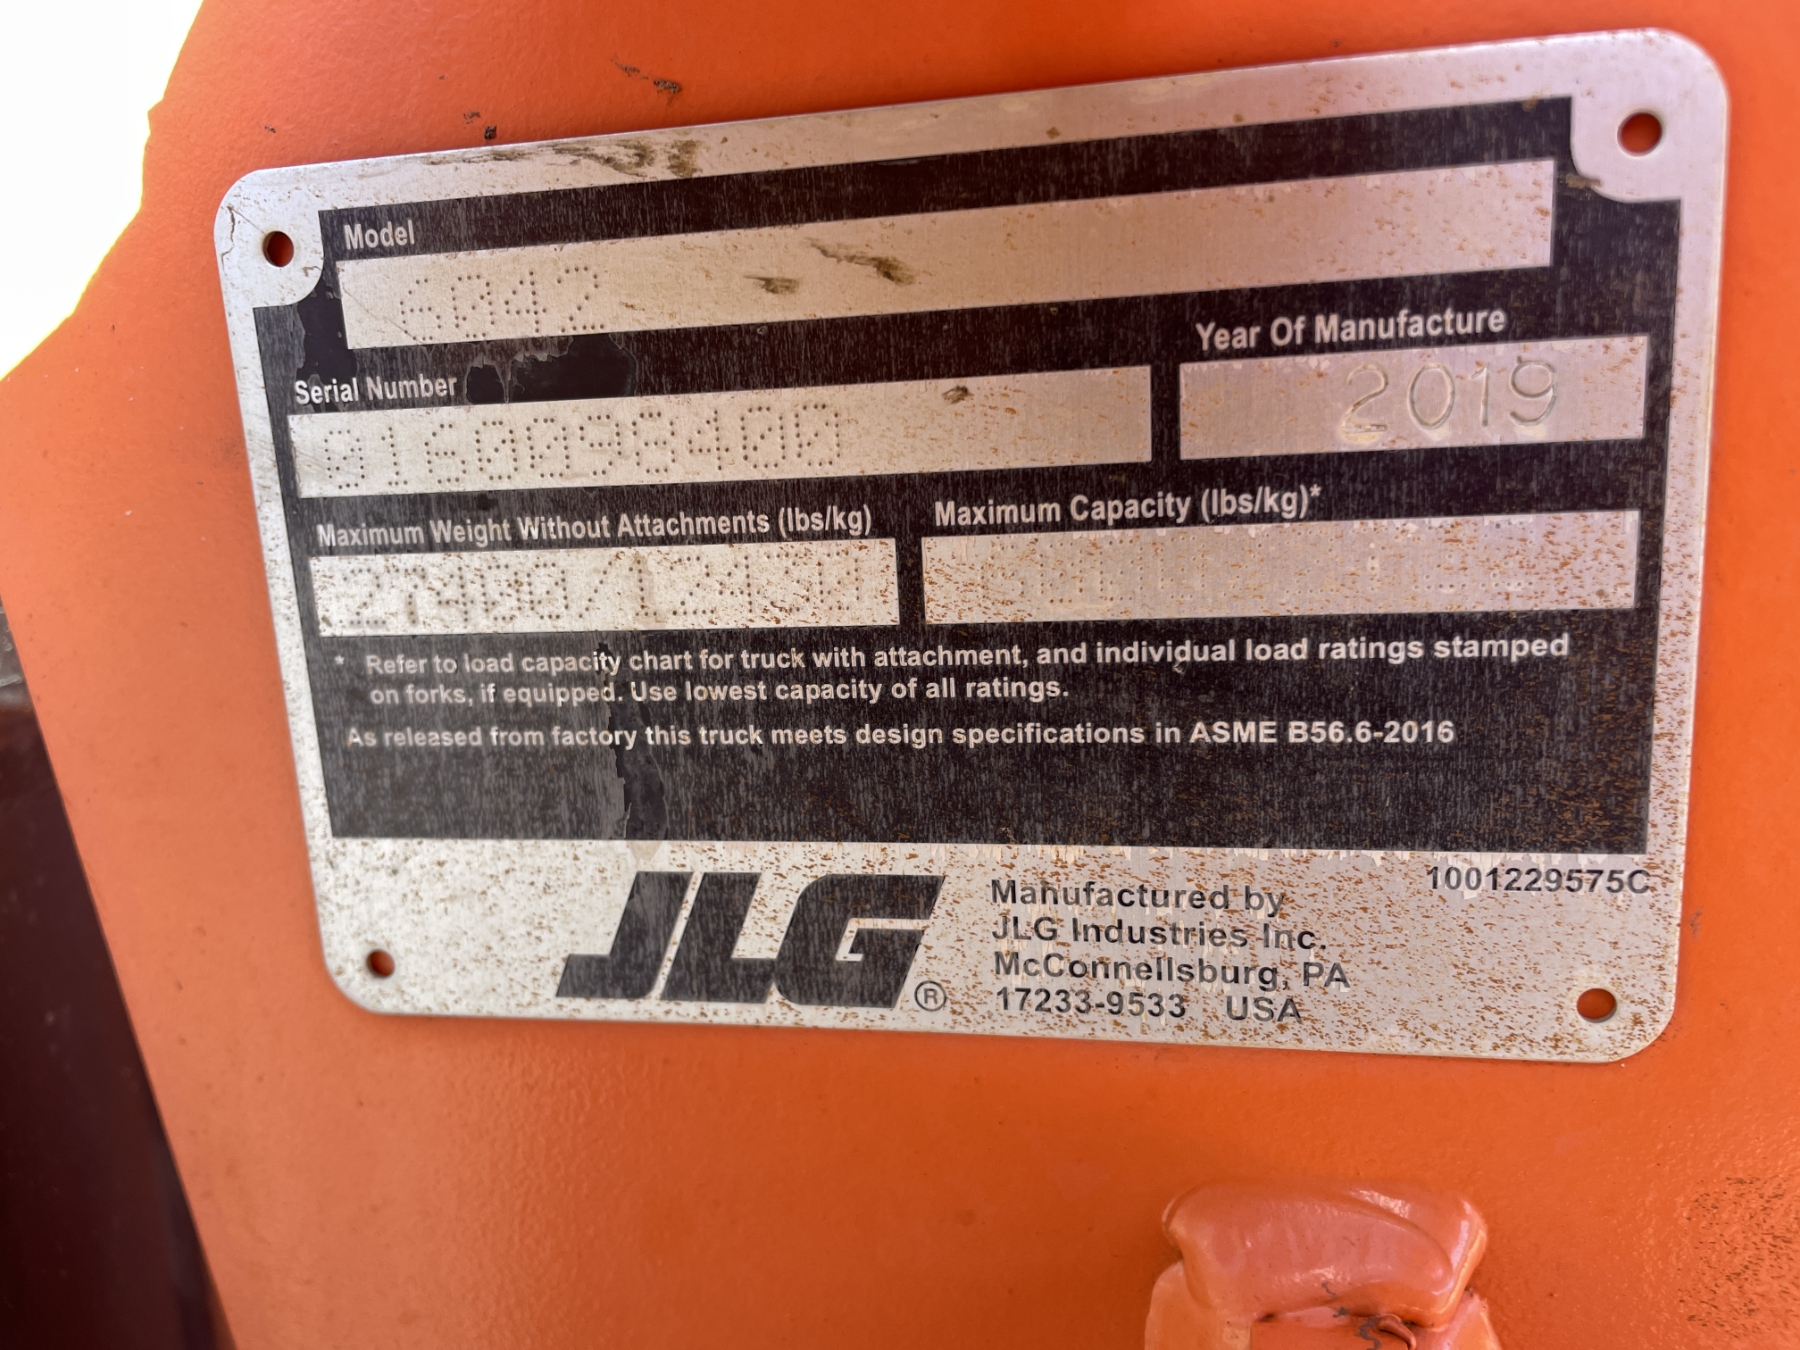 Model
6042
Serial Number
0160098400
Year Of Manufacture
2019
Maximum Weight Without Attachments (lbs/kg)
Maximum Capacity (lbs/kg)*
* Refer to load capacity chart for truck with attachment, and individual load ratings stamped
on forks, if equipped. Use lowest capacity of all ratings.
As released from factory this truck meets design specifications in ASME B56.6-2016
1001229575C
JLG®
Manufactured by
JLG Industries Inc.
McConnellsburg, PA
17233-9533 USA